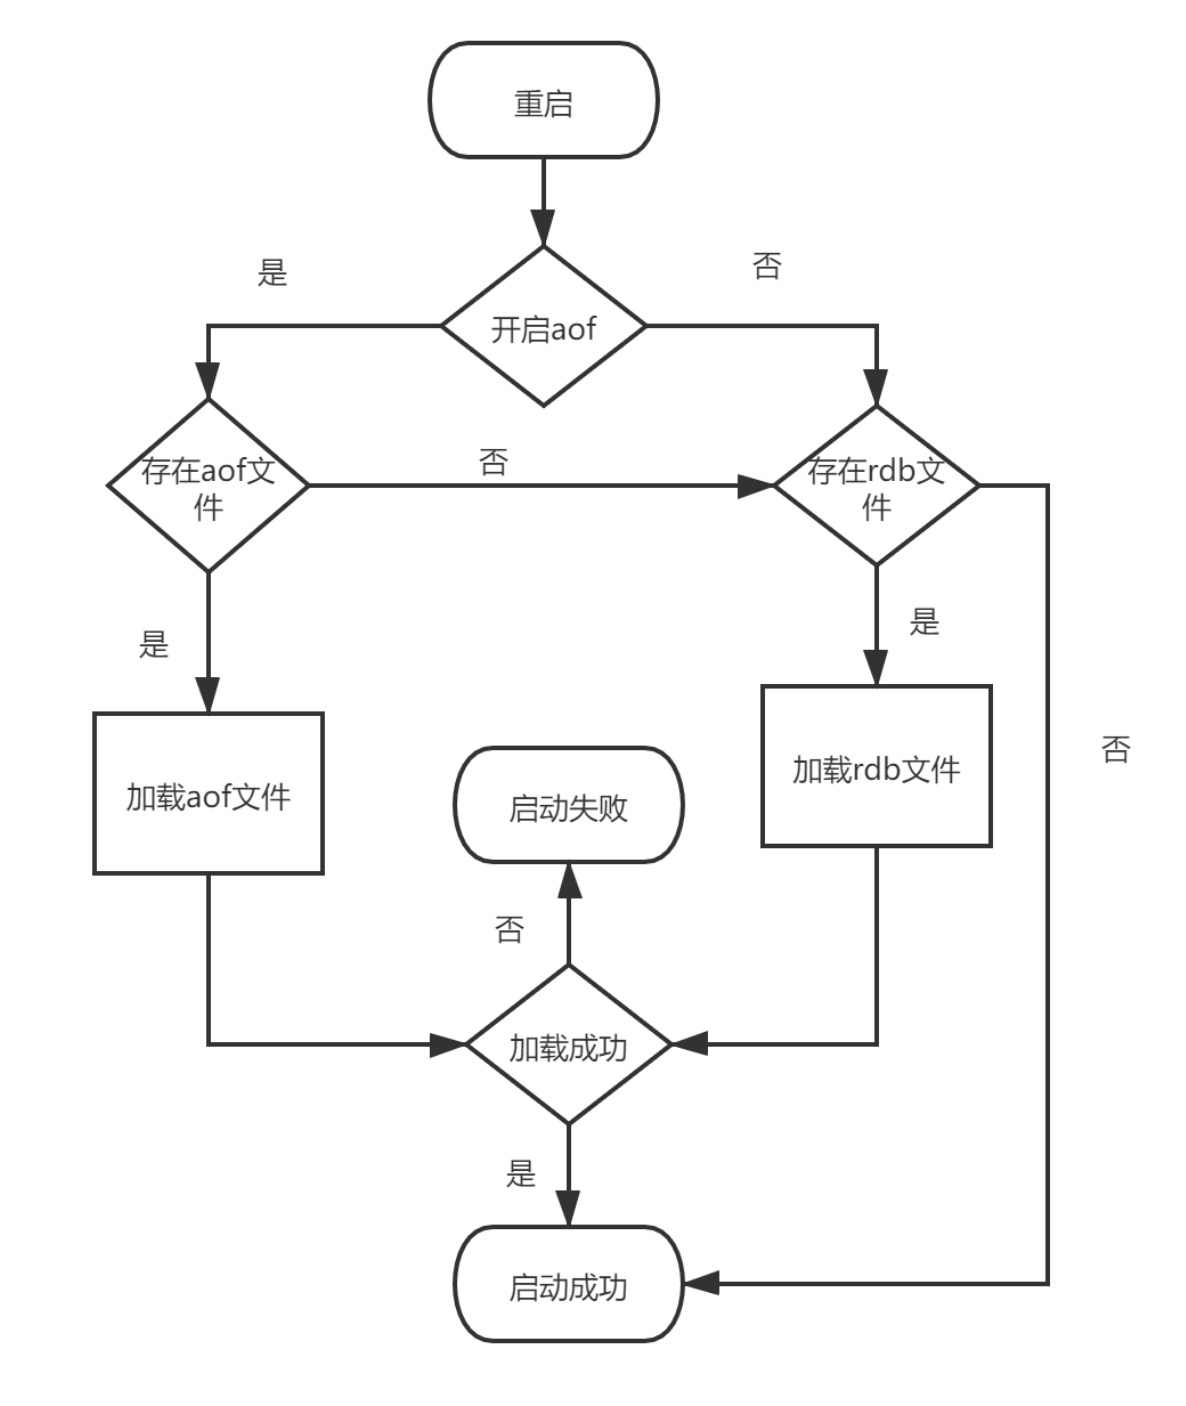 重启
是
否
开启aof
存在aof文
件
否
存在rdb文
件
是
是
加载aof文件
启动失败
加载rdb文件
否
否
加载成功
是
启动成功